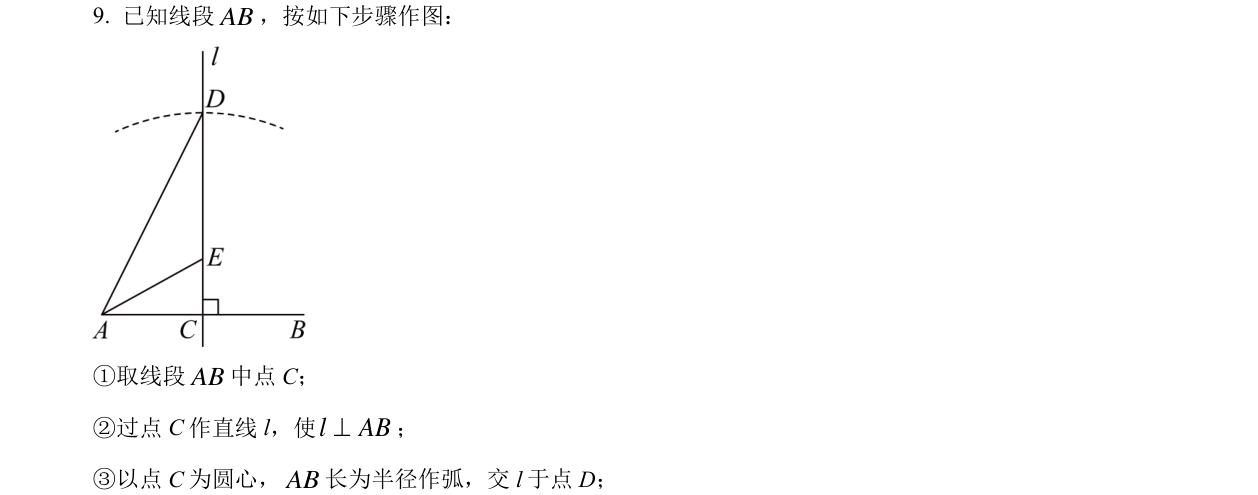 9. 已知线段 AB，按如下步骤作图：
l
D
E
A C B
①取线段 AB 中点 C；
②过点 C 作直线 l，使 l ⊥ AB；
③以点 C 为圆心， AB 长为半径作弧，交 l 于点 D；